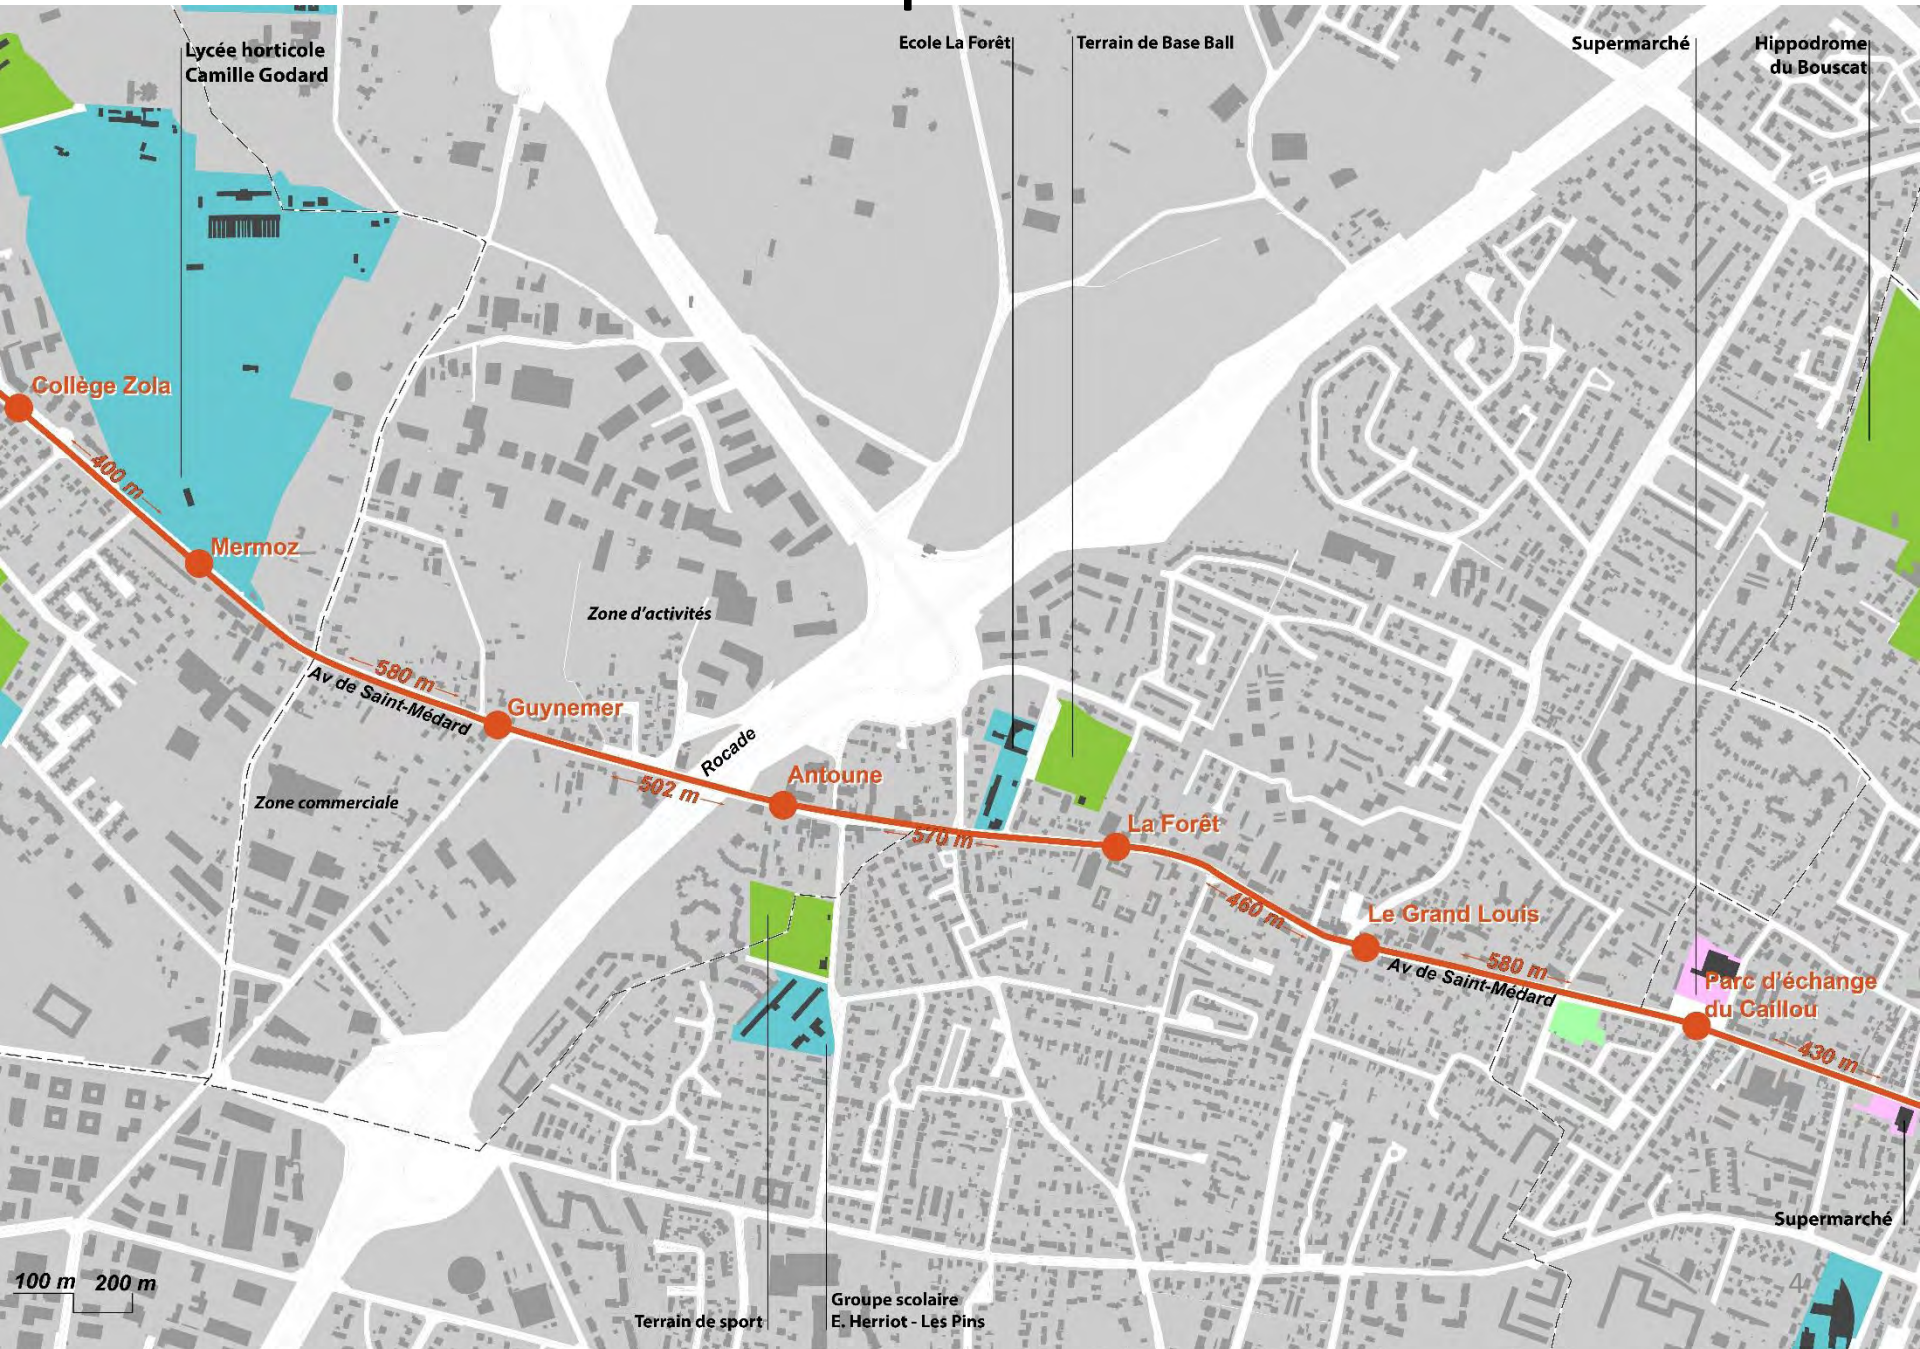 Lycée horticole
Camille Godard
Ecole La Forêt
Terrain de Base Ball
Supermarché
Hippodrome
du Bouscat
Collège Zola
400 m
Mermoz
580 m
Av de Saint-Médard
Guynemer
Zone d'activités
Zone commerciale
Rocade
502 m
Antoune
570 m
La Forêt
460 m
Le Grand Louis
580 m
Av de Saint-Médard
Parc d'échange
du Caillou
430 m
Supermarché
100 m 200 m
Terrain de sport
Groupe scolaire
E. Herriot - Les Pins
4